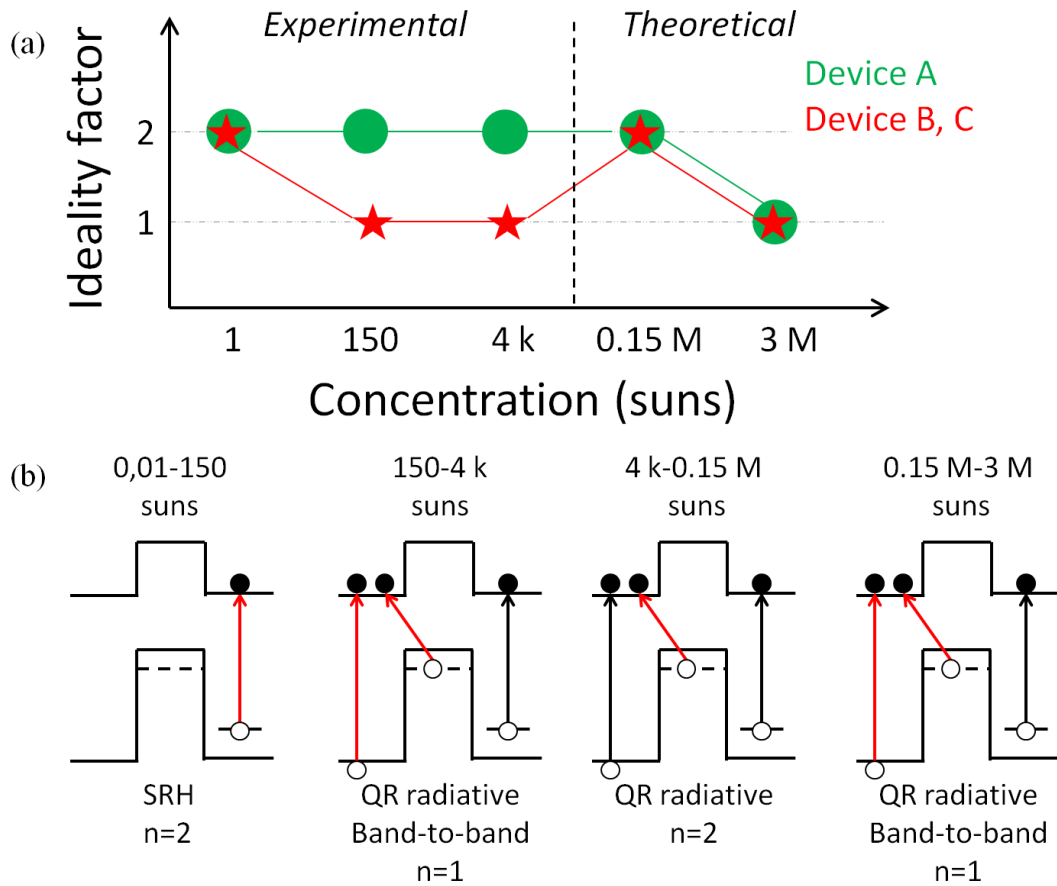 (a)
Experimental
Theoretical
Device A
Device B, C
Ideality factor
2
1
1
150
4 k
0.15 M
3 M
Concentration (suns)
(b)
0,01-150
suns
150-4 k
suns
4 k-0.15 M
suns
0.15 M-3 M
suns
SRH
n=2
QR radiative
Band-to-band
n=1
QR radiative
n=2
QR radiative
Band-to-band
n=1